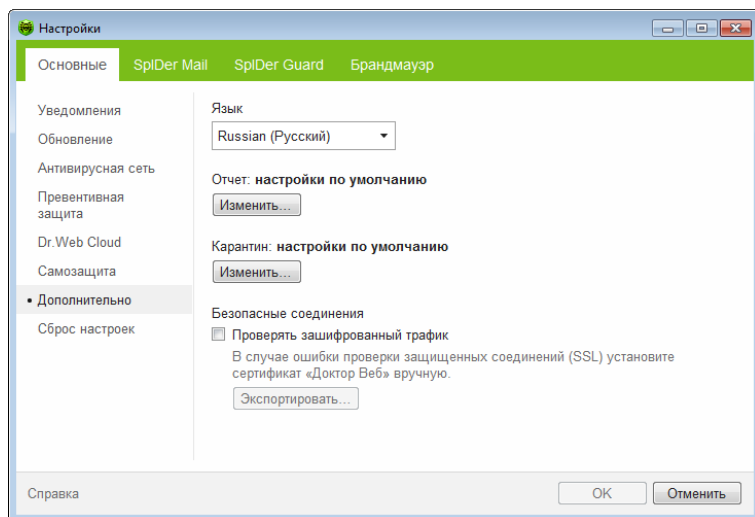 Настройки
Основные
SpIDer Mail
SpIDer Guard
Брандмауэр
Уведомления
Обновление
Антивирусная сеть
Превентивная
защита
Dr.Web Cloud
Самозащита
Дополнительно
Сброс настроек
Язык
Russian (Русский)
Отчет: настройки по умолчанию
Изменить...
Карантин: настройки по умолчанию
Изменить...
Безопасные соединения
Проверять зашифрованный трафик
В случае ошибки проверки защищенных соединений (SSL) установите
сертификат «Доктор Веб» вручную.
Экспортировать...
Справка
OK
Отменить